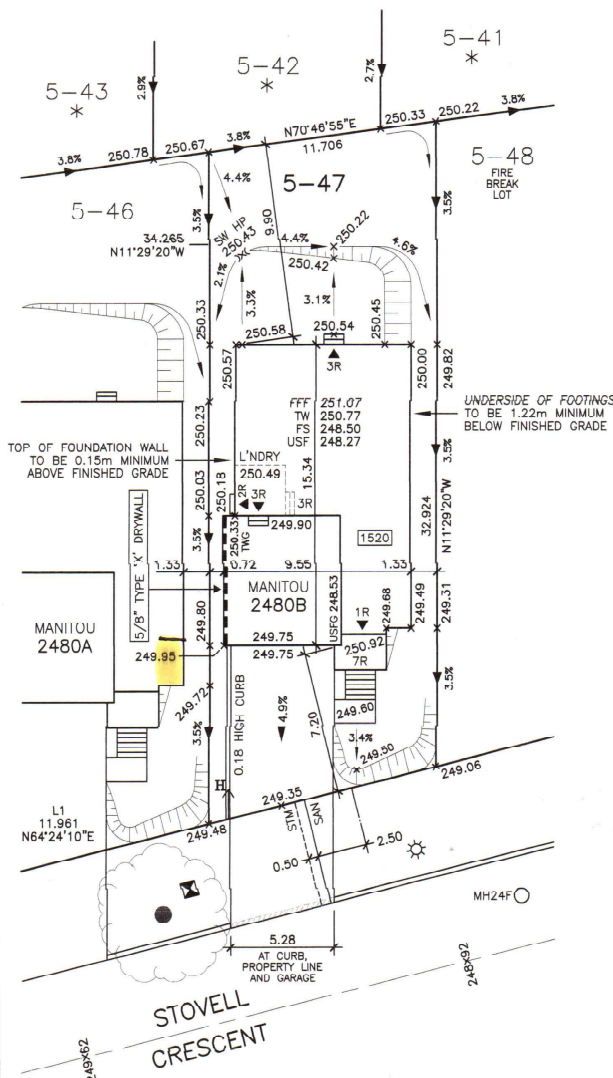 5-41
5-42
5-43
2.9%
2.7%
3.8%
250.78
250.67
3.8%
N70°46'55"E
11.706
250.33
250.22
3.8%
5-48
FIRE
BREAK
LOT
5-47
5-46
4.4%
3.5%
3.5%
34.265
N11°29'20"W
SW HP
250.43
9.90
4.4%
250.22
250.42
4.6%
2.1%
3.3%
3.1%
250.45
250.33
250.58
250.54
3R
250.57
250.00
249.82
FFF 251.07
TW 250.77
FS 248.50
USF 248.27
UNDERSIDE OF FOOTINGS
TO BE 1.22m MINIMUM
BELOW FINISHED GRADE
250.23
3.5%
TOP OF FOUNDATION WALL
TO BE 0.15m MINIMUM
ABOVE FINISHED GRADE
L'NDRY
250.49
15.34
250.03
250.18
2R
3R
3R
32.924
N11°29'20"W
249.90
250.33
TWG
5/8" TYPE 'X' DRYWALL
3.5%
1520
1.33
0.72
9.55
1.33
MANITOU
2480B
USFG 248.53
249.68
249.49
249.31
MANITOU
2480A
249.80
1R
249.95
249.75
249.75
250.92
7R
249.72
3.5%
0.18 HIGH CURB
4.9%
7.20
249.60
3.5%
3.4%
249.50
249.06
H
249.35
L1
11.961
N64°24'10"E
249.48
STM
SAN
0.50
2.50
MH24F
5.28
AT CURB,
PROPERTY LINE
AND GARAGE
STOVELL
CRESCENT
248x92
249x62